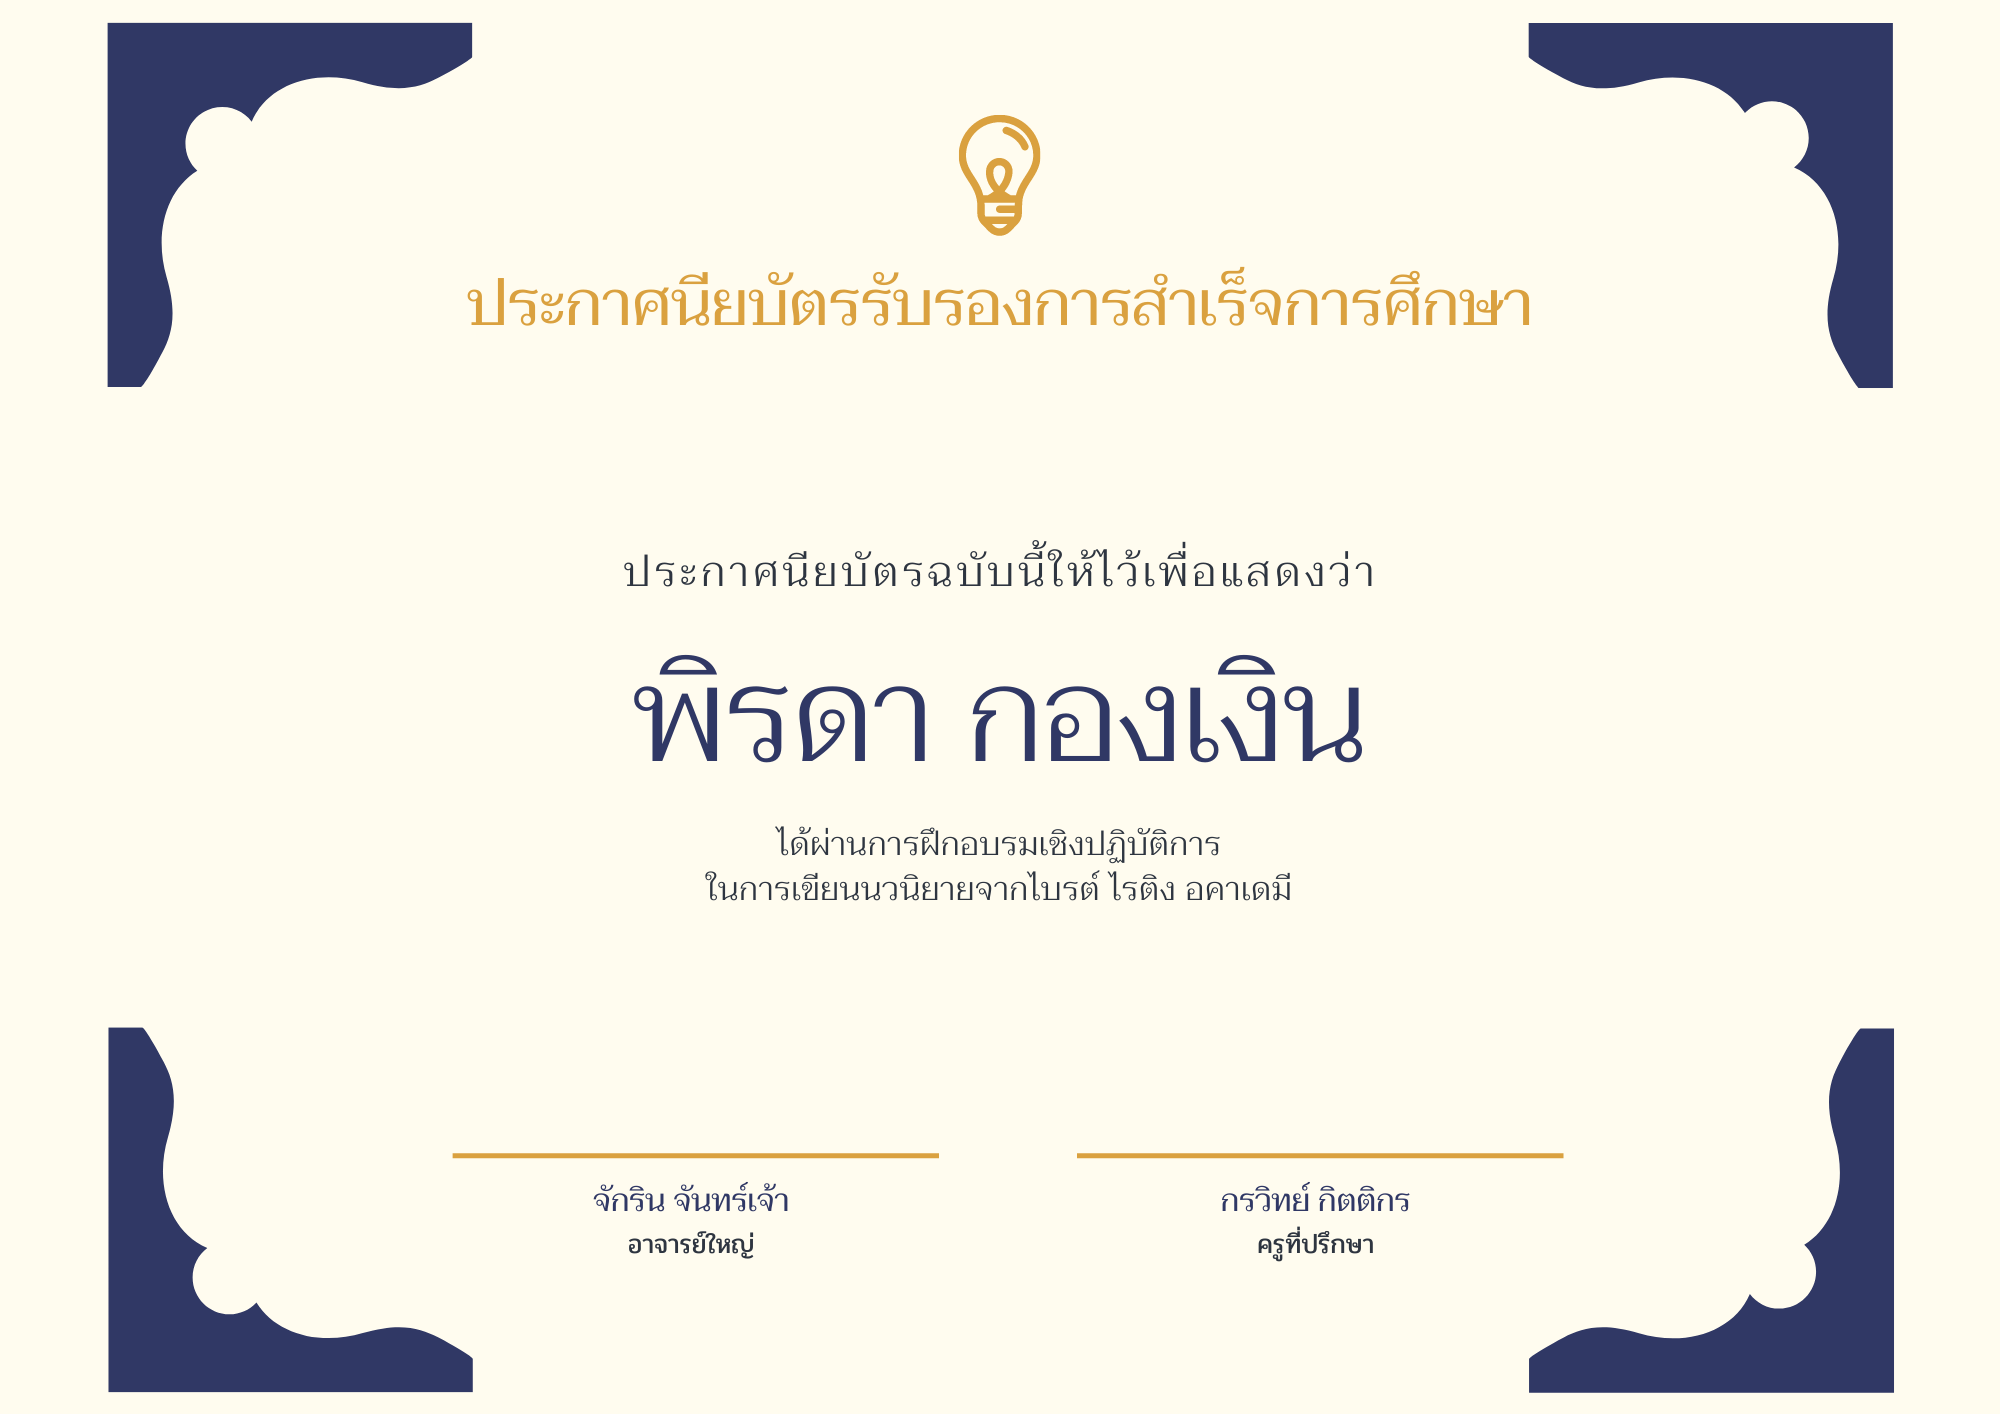 ประกาศนียบัตรรับรองการสำเร็จการศึกษา
ประกาศนียบัตรฉบับนี้ให้ไว้เพื่อแสดงว่า
พิรดา กองเงิน
ได้ผ่านการฝึกอบรมเชิงปฏิบัติการ
ในการเขียนนวนิยายจากไบรต์ ไรติง อคาเดมี
จักริน จันทร์เจ้า
อาจารย์ใหญ่
กรวิทย์ กิตติกร
ครูที่ปรึกษา